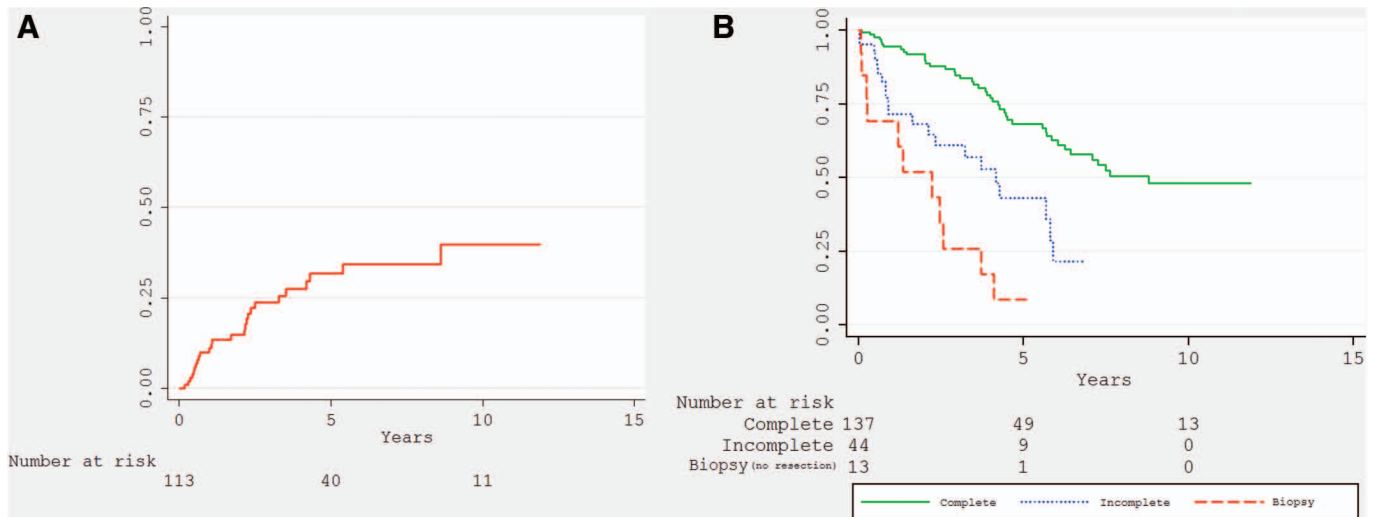 A
1.00
0.75
0.50
0.25
0.00
0 5 10 15
Years
Number at risk
113 40 11
B
1.00
0.75
0.50
0.25
0.00
0 5 10 15
Years
Number at risk
Complete 137 49 13
Incomplete 44 9 0
Biopsy (no resection) 13 1 0
Complete Incomplete Biopsy